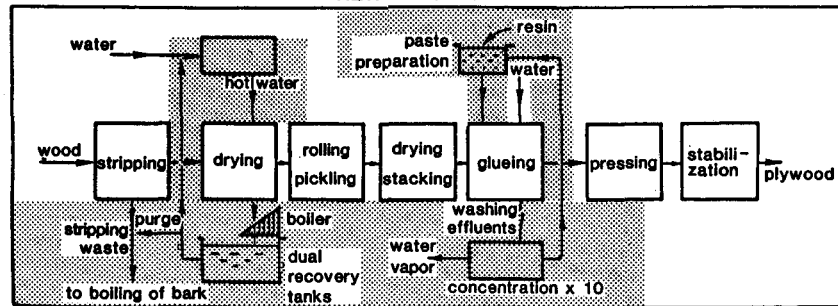 resin
paste
preparation
water
water
hot water
wood
stripping
drying
rolling
pickling
drying
stacking
glueing
pressing
stabili-
zation
plywood
boiler
washing
effluents
purge
stripping
waste
dual
recovery
tanks
water
vapor
to boiling of bark
concentration x 10